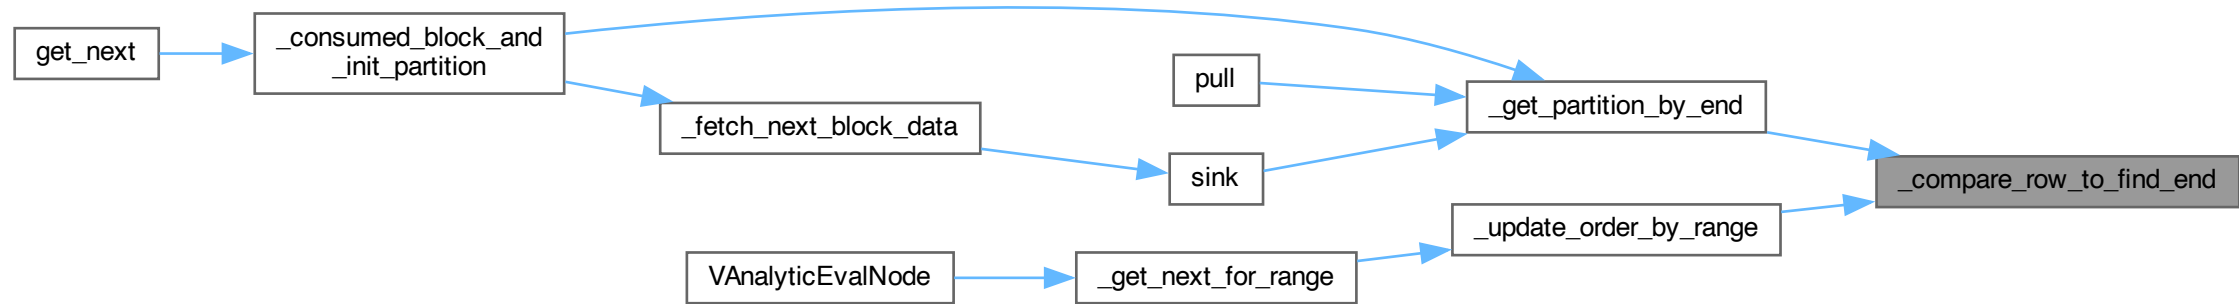 get_next
_consumed_block_and
_init_partition
_fetch_next_block_data
pull
sink
_get_partition_by_end
_compare_row_to_find_end
_update_order_by_range
_get_next_for_range
VAnalyticEvalNode